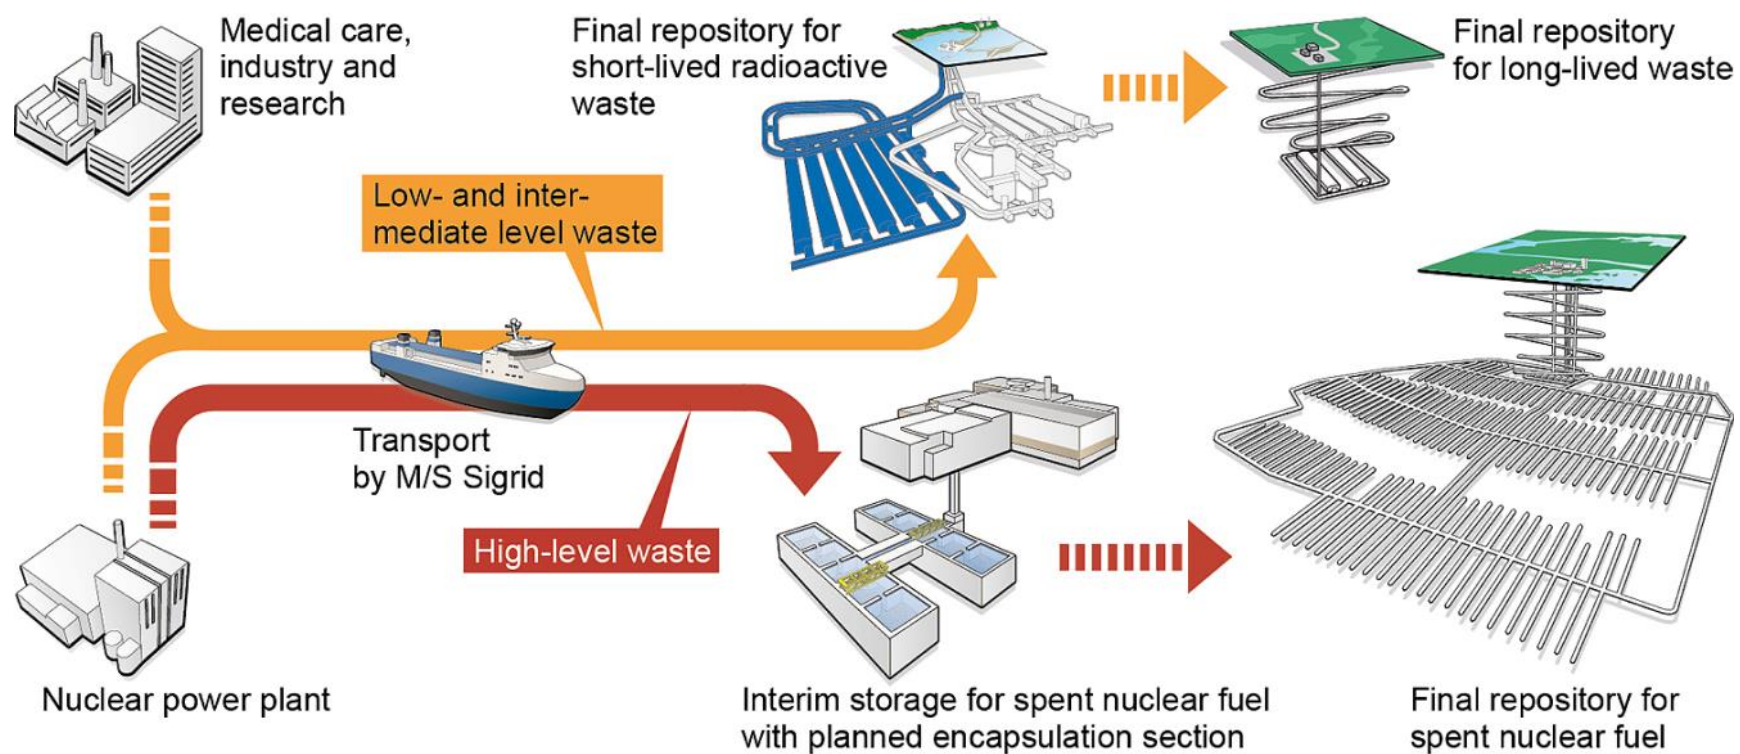 Medical care,
industry and
research
Final repository for
short-lived radioactive
waste
Final repository
for long-lived waste
Low- and inter-
mediate level waste
Transport
by M/S Sigrid
High-level waste
Nuclear power plant
Interim storage for spent nuclear fuel
with planned encapsulation section
Final repository for
spent nuclear fuel